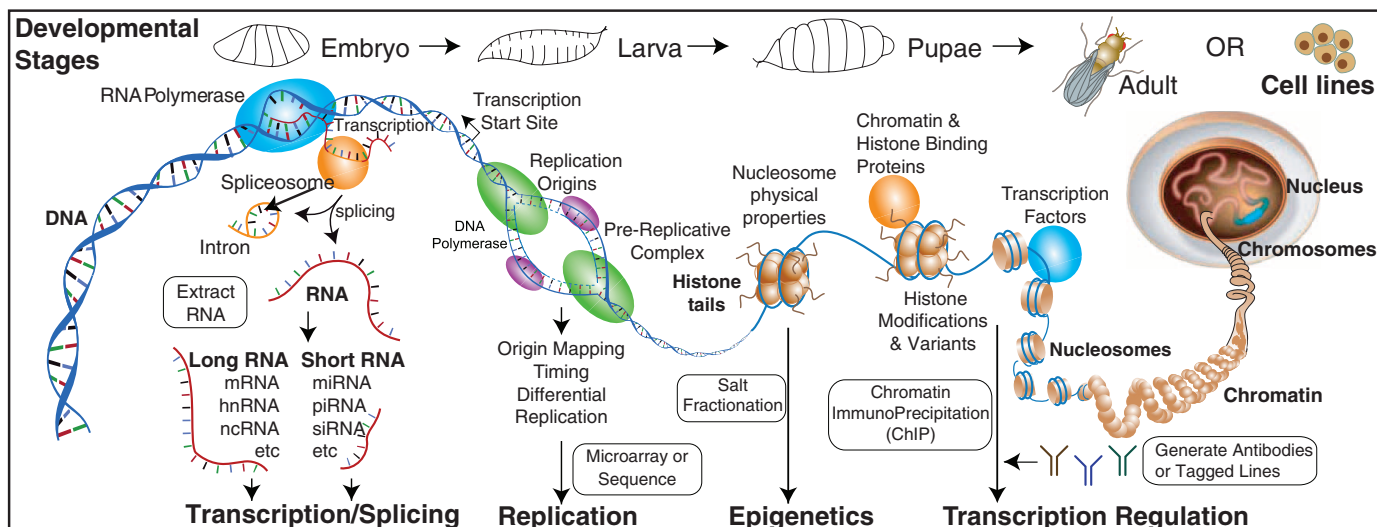 Developmental
Stages
Embryo
Larva
Pupae
Adult
OR
Cell lines
RNA Polymerase
Transcription
Transcription
Start Site
Spliceosome
splicing
Intron
DNA
Replication
Origins
DNA
Polymerase
Pre-Replicative
Complex
Nucleosome
physical
properties
Chromatin &
Histone Binding
Proteins
Transcription
Factors
Nucleus
Chromosomes
Histone
tails
Histone
Modifications
& Variants
Nucleosomes
Chromatin
Extract
RNA
RNA
Long RNA
mRNA
hnRNA
ncRNA
etc
Short RNA
miRNA
piRNA
siRNA
etc
Origin Mapping
Timing
Differential
Replication
Salt
Fractionation
Chromatin
ImmunoPrecipitation
(ChIP)
Microarray or
Sequence
Generate Antibodies
or Tagged Lines
Transcription/Splicing
Replication
Epigenetics
Transcription Regulation